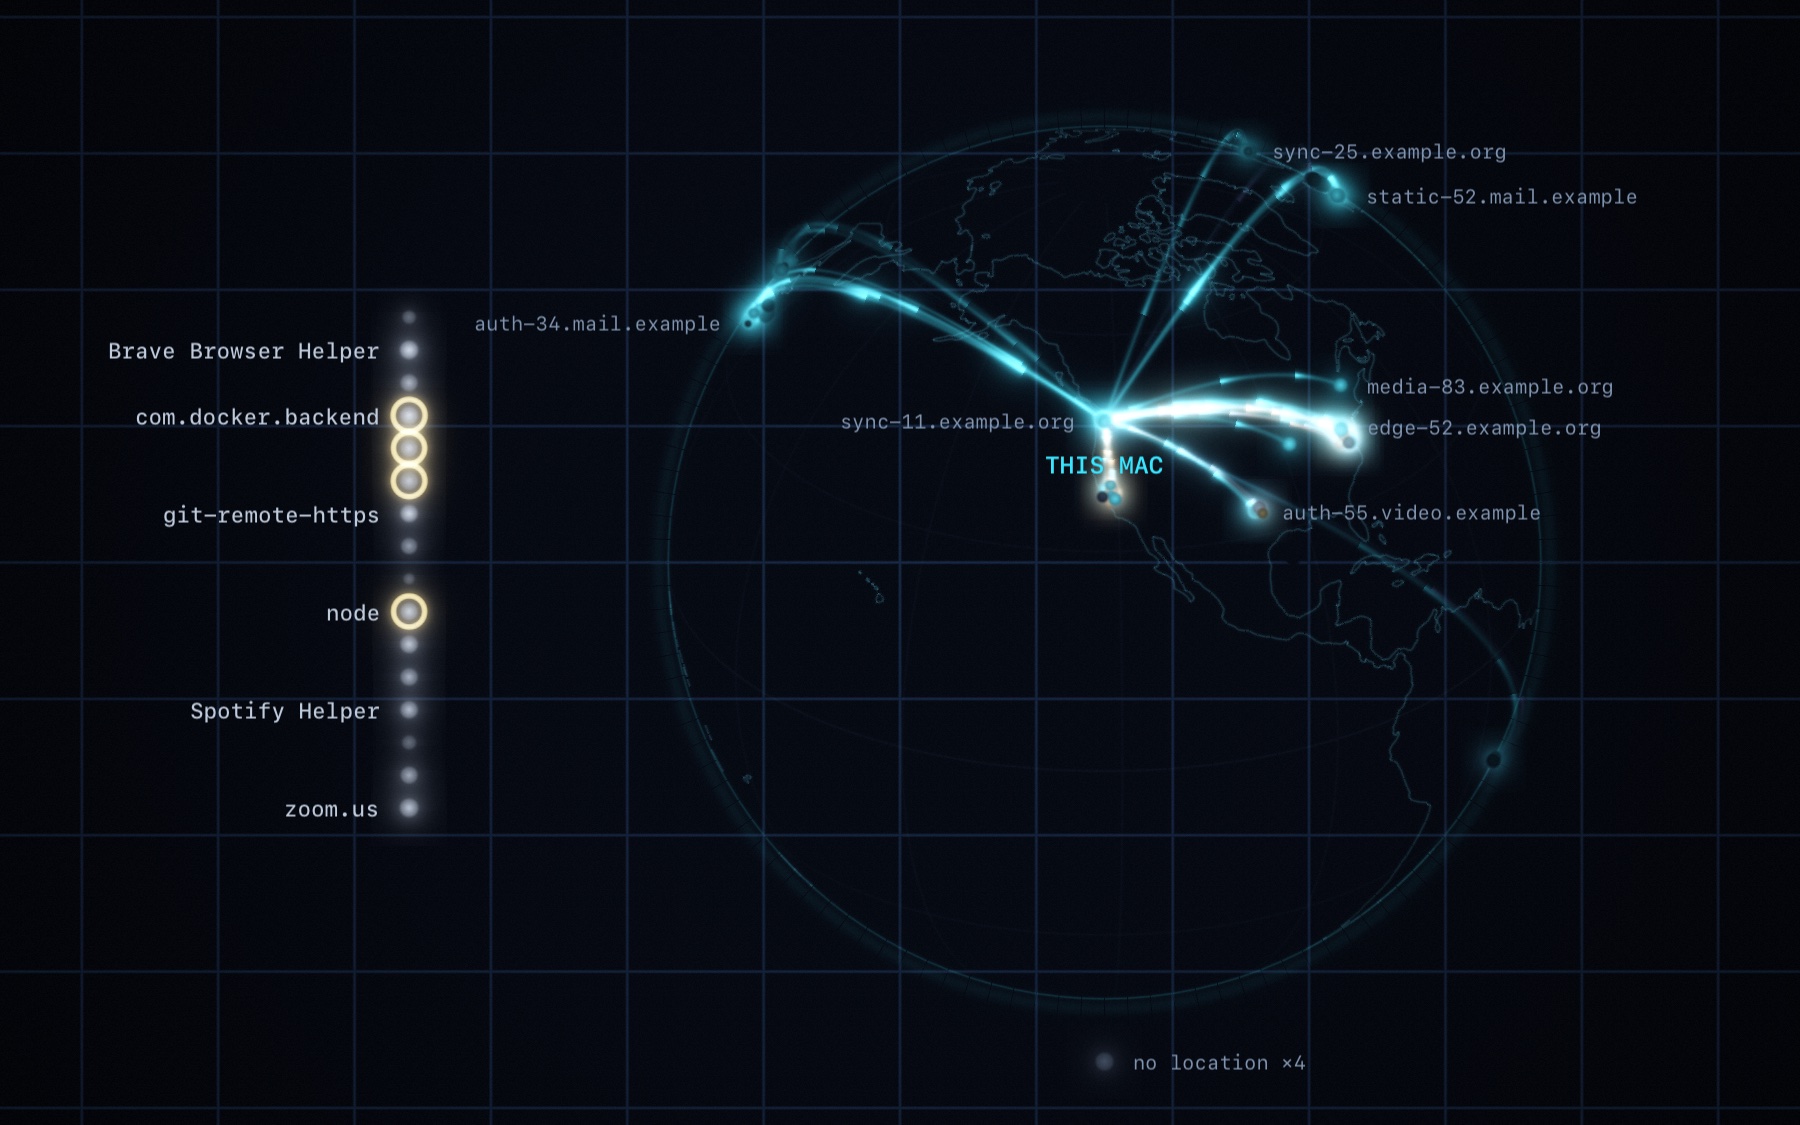 sync-25.example.org
static-52.mail.example
auth-34.mail.example
Brave Browser Helper
media-83.example.org
com.docker.backend
sync-11.example.org
edge-52.example.org
THIS MAC
git-remote-https
auth-55.video.example
node
Spotify Helper
zoom.us
no location ×4